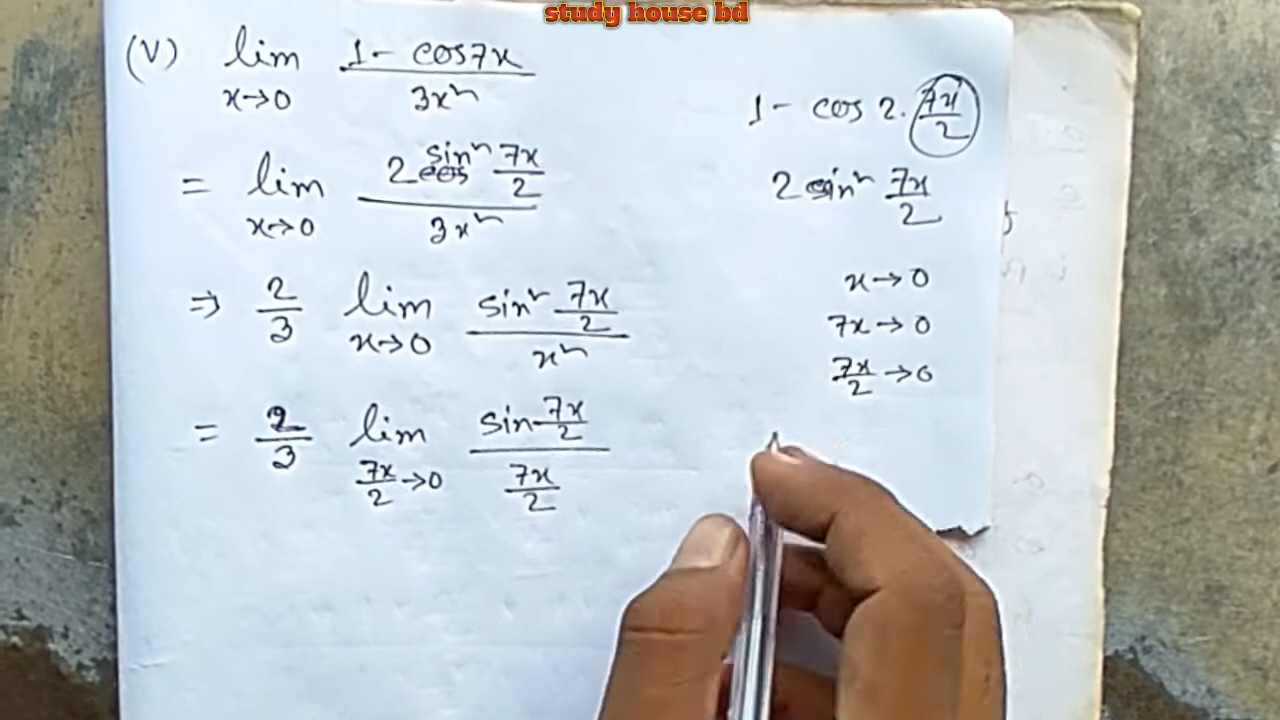 study house bd
(V) lim x→0 1 - cos7x / 3x²
1 - cos 2. 7x/2
= lim x→0 2 sin² 7x/2 / 3x²
2 sin² 7x/2
⇒ 2/3 lim x→0 sin² 7x/2 / x²
x→0
7x→0
7x/2→0
= 2/3 lim 7x/2→0 sin 7x/2 / 7x/2